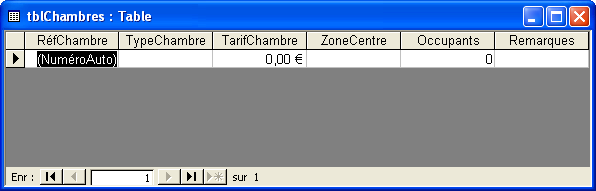 tblChambres : Table
RéfChambre TypeChambre TarifChambre ZoneCentre Occupants Remarques
(NuméroAuto) 0,00 € 0
Enr : 1 sur 1